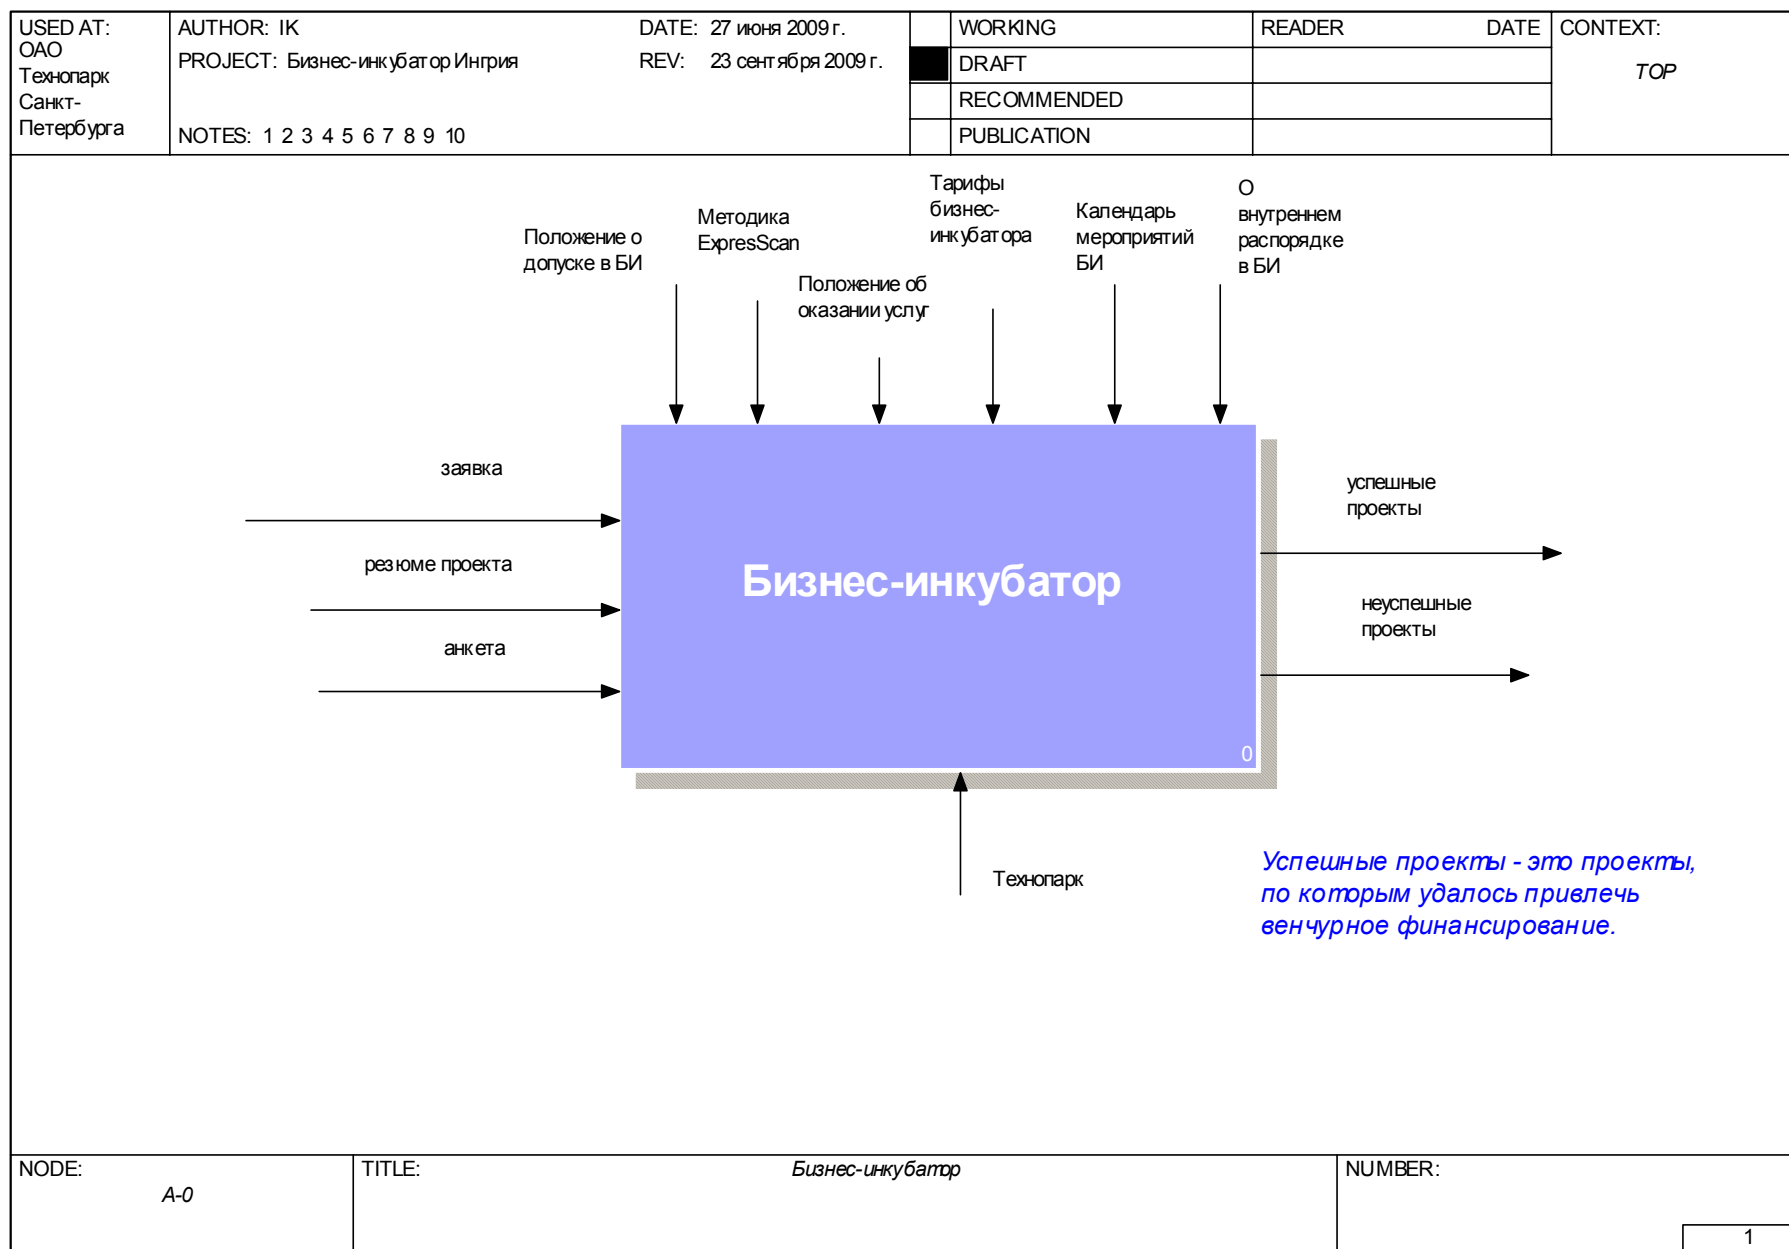 USED AT:
ОАО
Технопарк
Санкт-
Петербурга
AUTHOR: IK
PROJECT: Бизнес-инкубатор Ингрия
NOTES: 1 2 3 4 5 6 7 8 9 10
DATE: 27 июня 2009 г.
REV: 23 сентября 2009 г.
WORKING
DRAFT
RECOMMENDED
PUBLICATION
READER DATE
CONTEXT:
TOP
Положение о
допуске в БИ
Методика
ExpresScan
Положение об
оказании услуг
Тарифы
бизнес-
инкубатора
Календарь
мероприятий
БИ
О
внутреннем
распорядке
в БИ
заявка
резюме проекта
анкета
Бизнес-инкубатор
0
успешные
проекты
неуспешные
проекты
Технопарк
Успешные проекты - это проекты,
по которым удалось привлечь
венчурное финансирование.
NODE:
A-0
TITLE:
Бизнес-инкубатор
NUMBER:
1